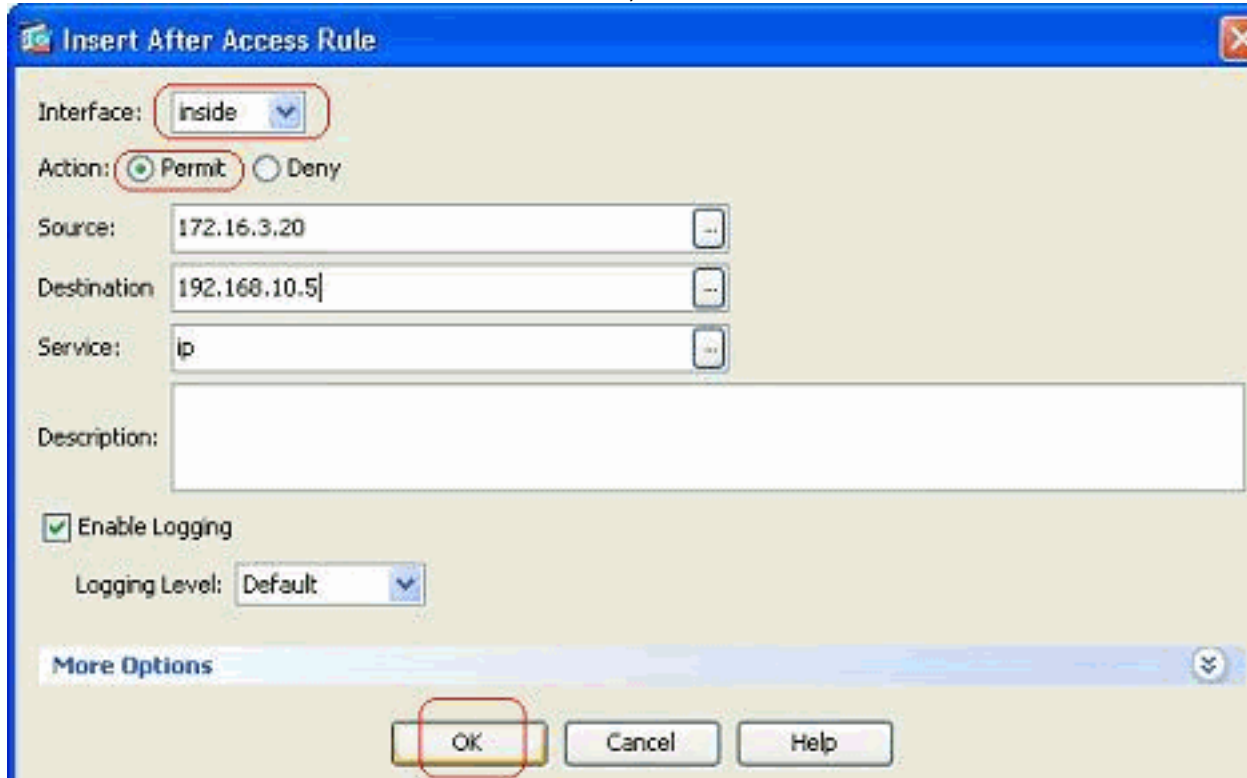 Insert After Access Rule
Interface: inside
Action: Permit Deny
Source: 172.16.3.20 ...
Destination 192.168.10.5 ...
Service: ip ...
Description:
Enable Logging
Logging Level: Default
More Options
OK Cancel Help